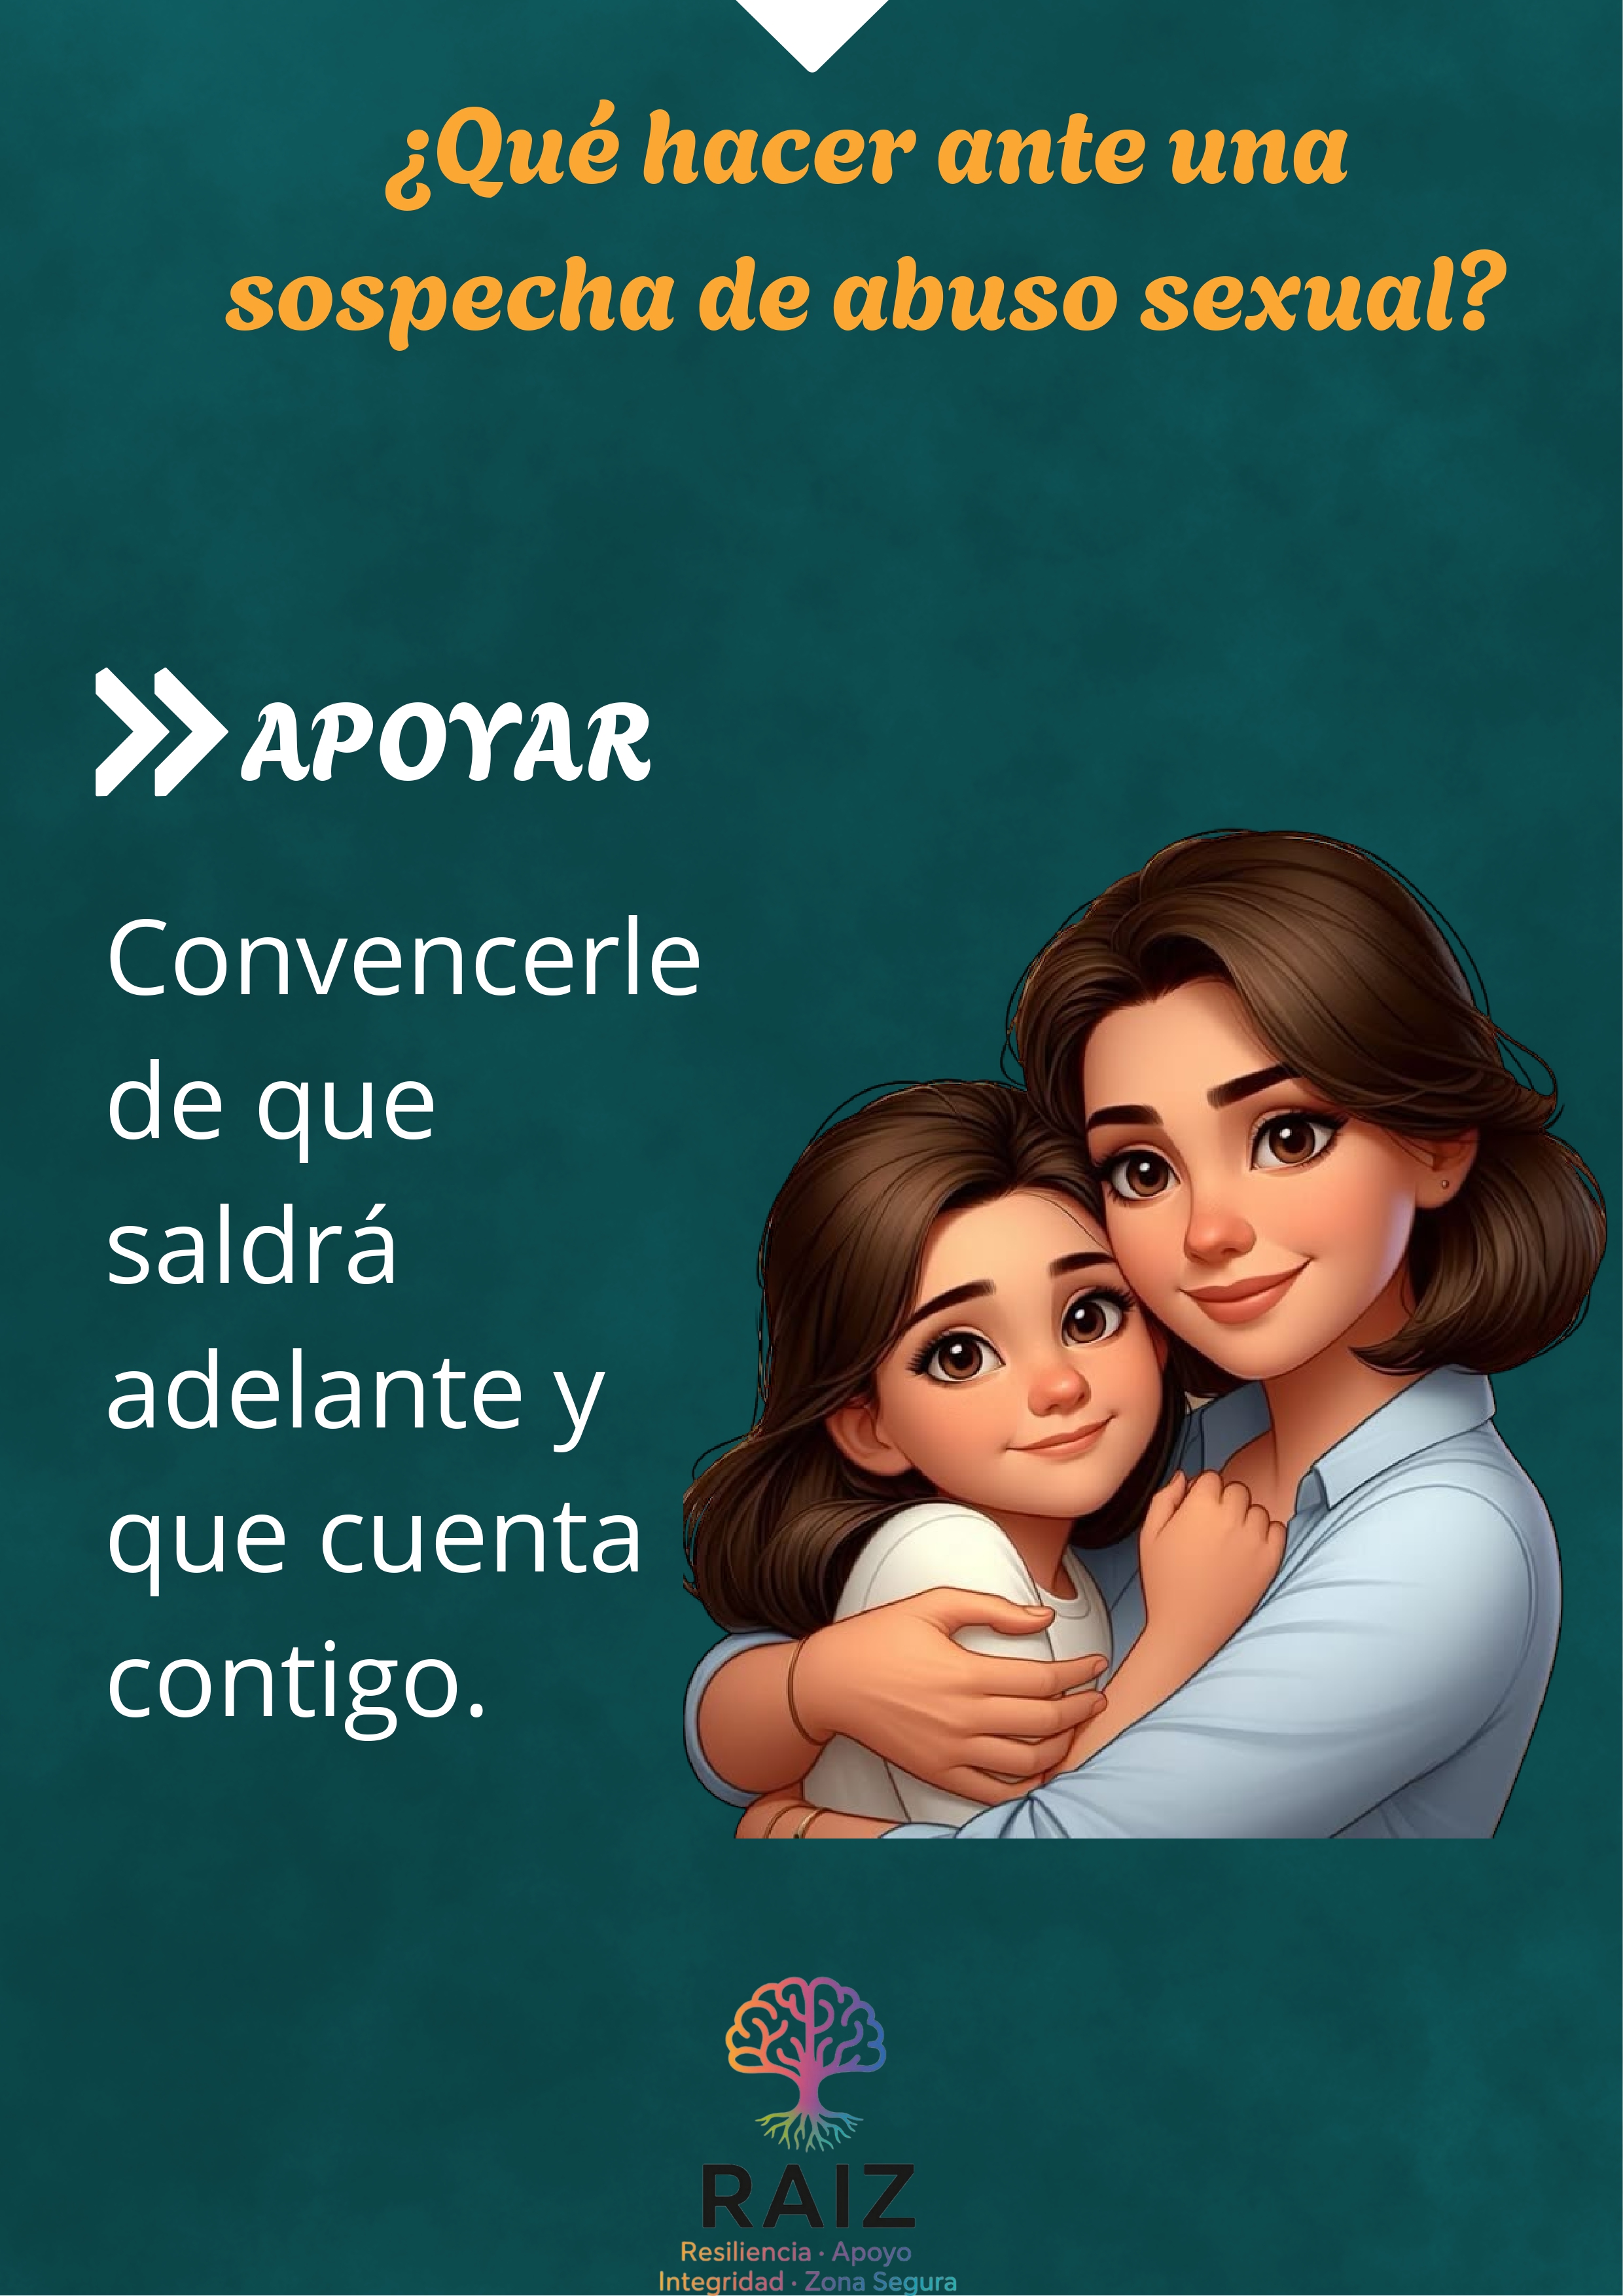 ¿Qué hacer ante una
sospecha de abuso sexual?
APOYAR
Convencerle
de que
saldrá
adelante y
que cuenta
contigo.
RAIZ
Resiliencia · Apoyo
Integridad · Zona Segura